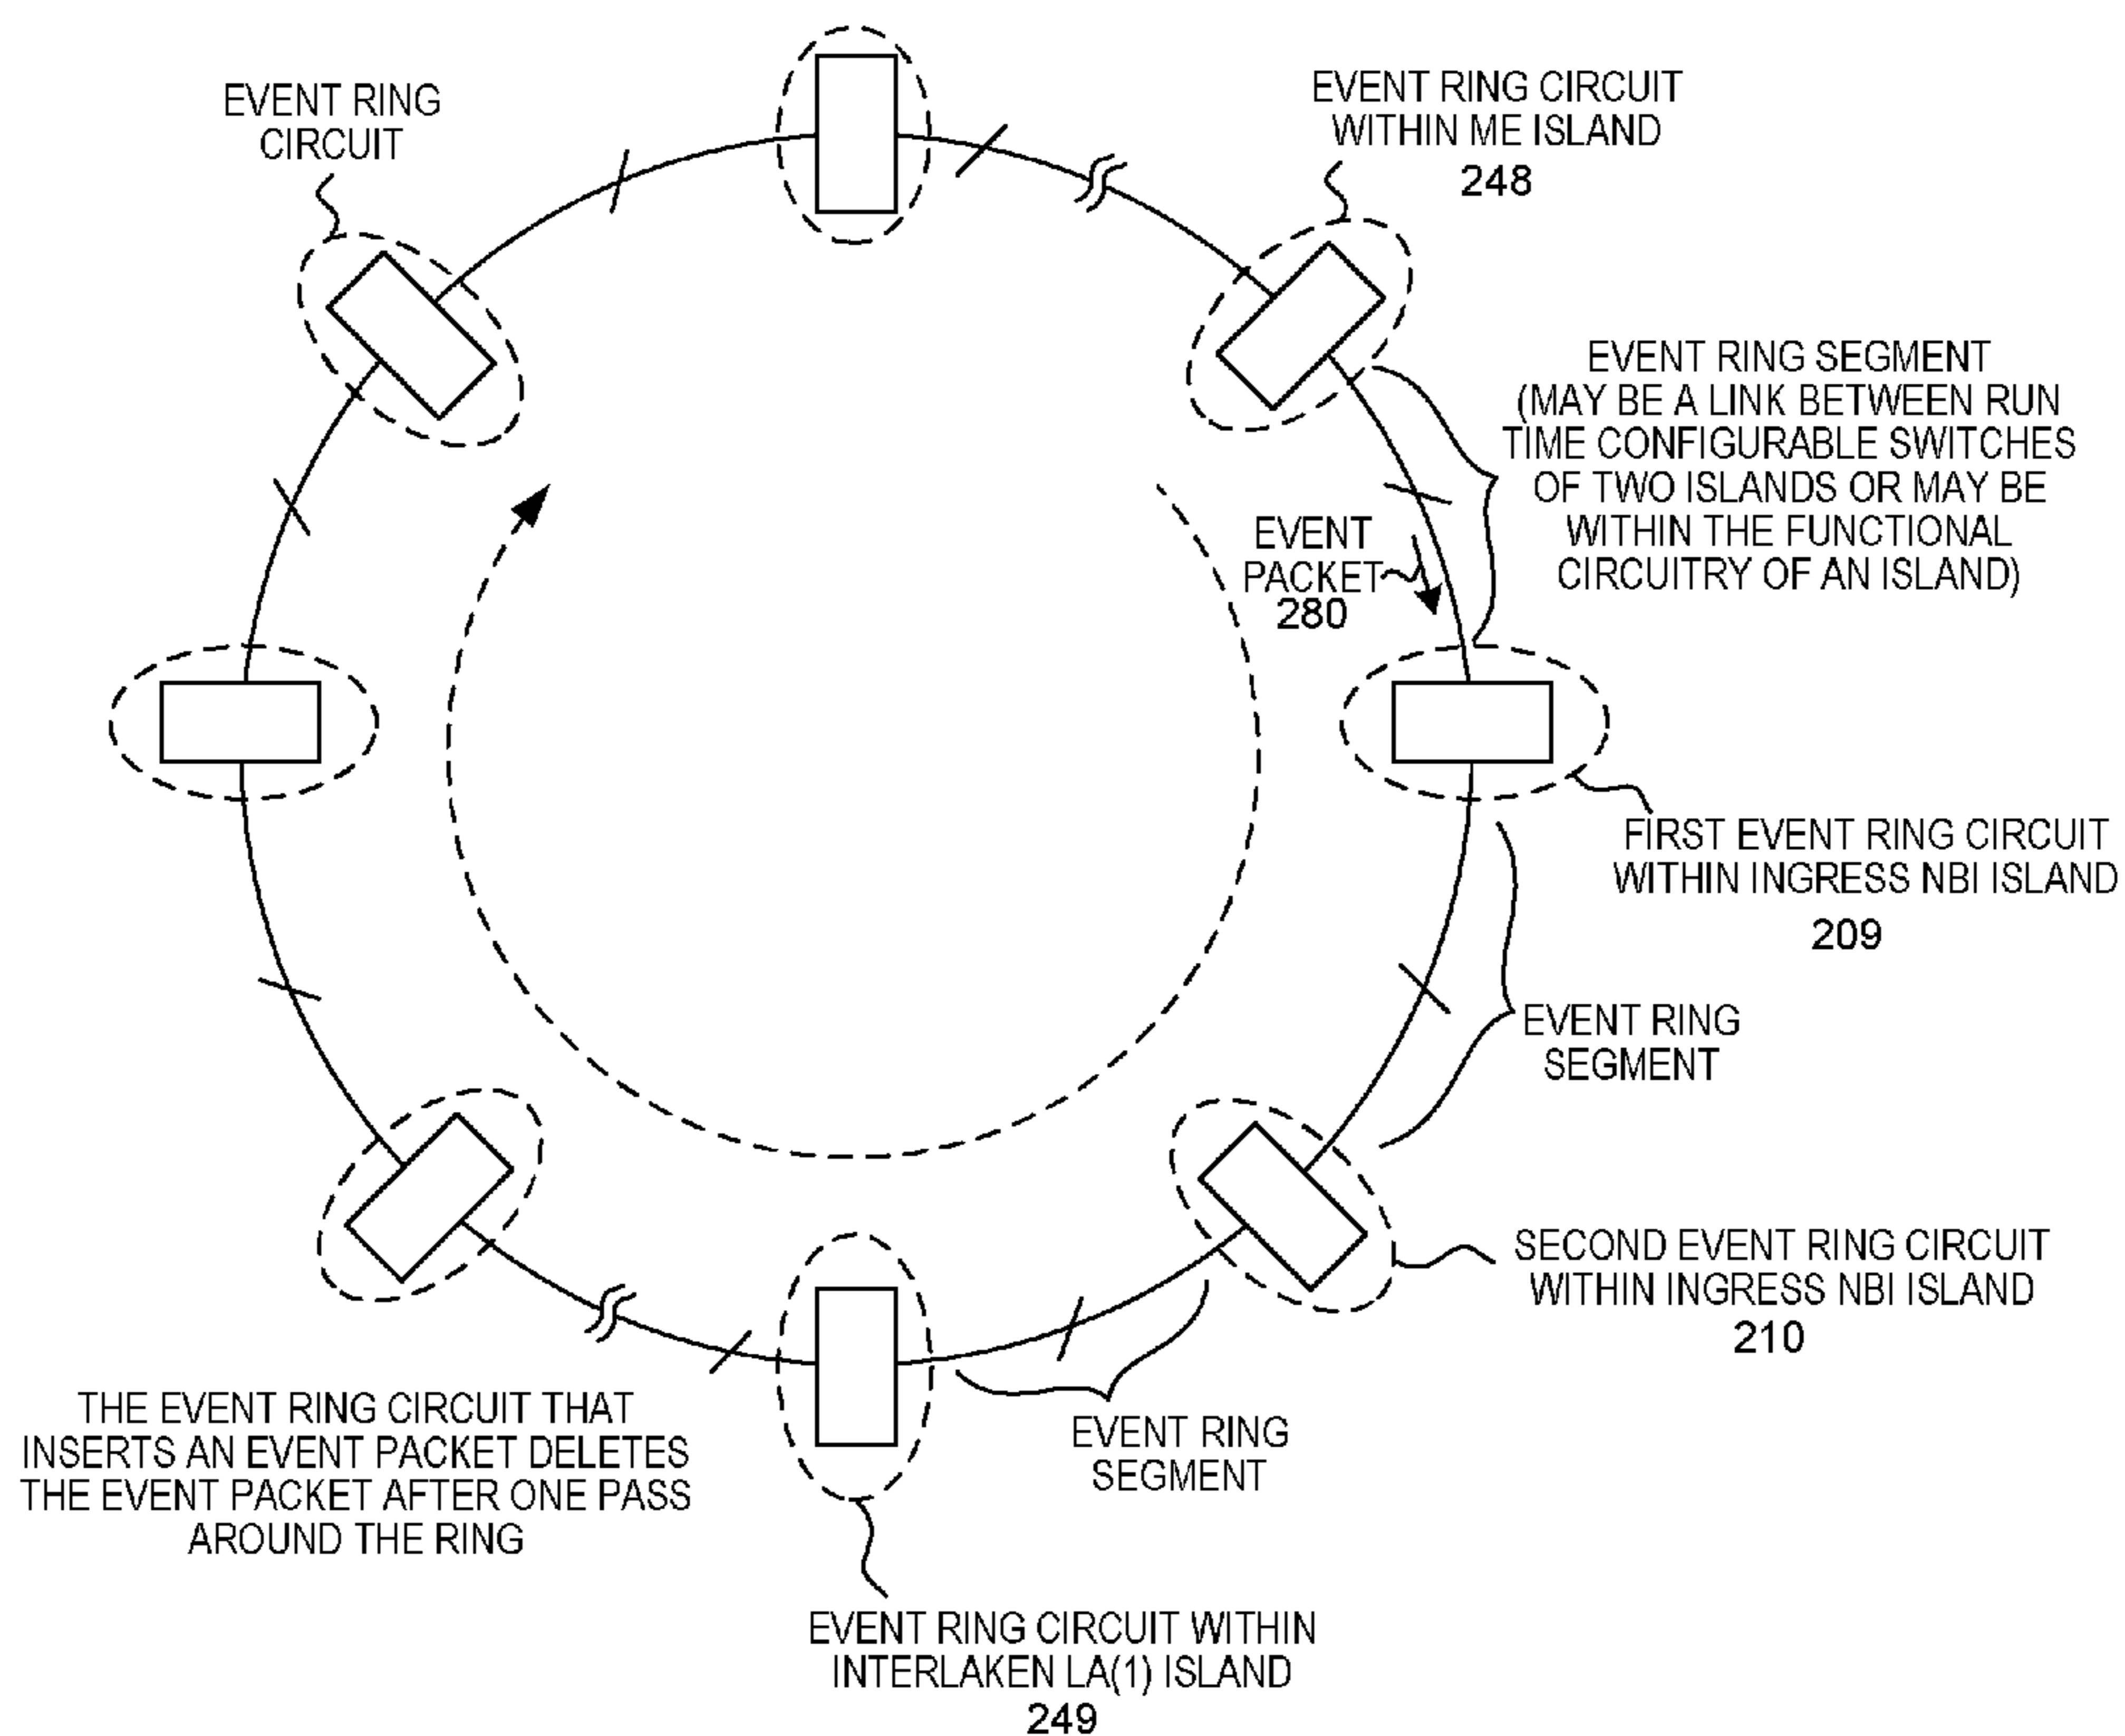 EVENT RING
CIRCUIT
EVENT RING CIRCUIT
WITHIN ME ISLAND
248
EVENT RING SEGMENT
(MAY BE A LINK BETWEEN RUN
TIME CONFIGURABLE SWITCHES
OF TWO ISLANDS OR MAY BE
WITHIN THE FUNCTIONAL
CIRCUITRY OF AN ISLAND)
EVENT
PACKET
280
FIRST EVENT RING CIRCUIT
WITHIN INGRESS NBI ISLAND
209
EVENT RING
SEGMENT
SECOND EVENT RING CIRCUIT
WITHIN INGRESS NBI ISLAND
210
THE EVENT RING CIRCUIT THAT
INSERTS AN EVENT PACKET DELETES
THE EVENT PACKET AFTER ONE PASS
AROUND THE RING
EVENT RING
SEGMENT
EVENT RING CIRCUIT WITHIN
INTERLAKEN LA(1) ISLAND
249